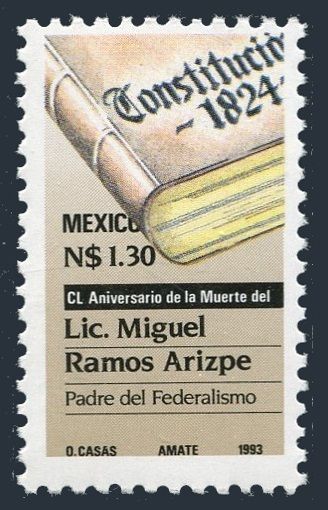 Constitució
- 1824 -
MEXICO
N$ 1.30
CL Aniversario de la Muerte del
Lic. Miguel
Ramos Arizpe
Padre del Federalismo
O. CASAS AMATE 1993